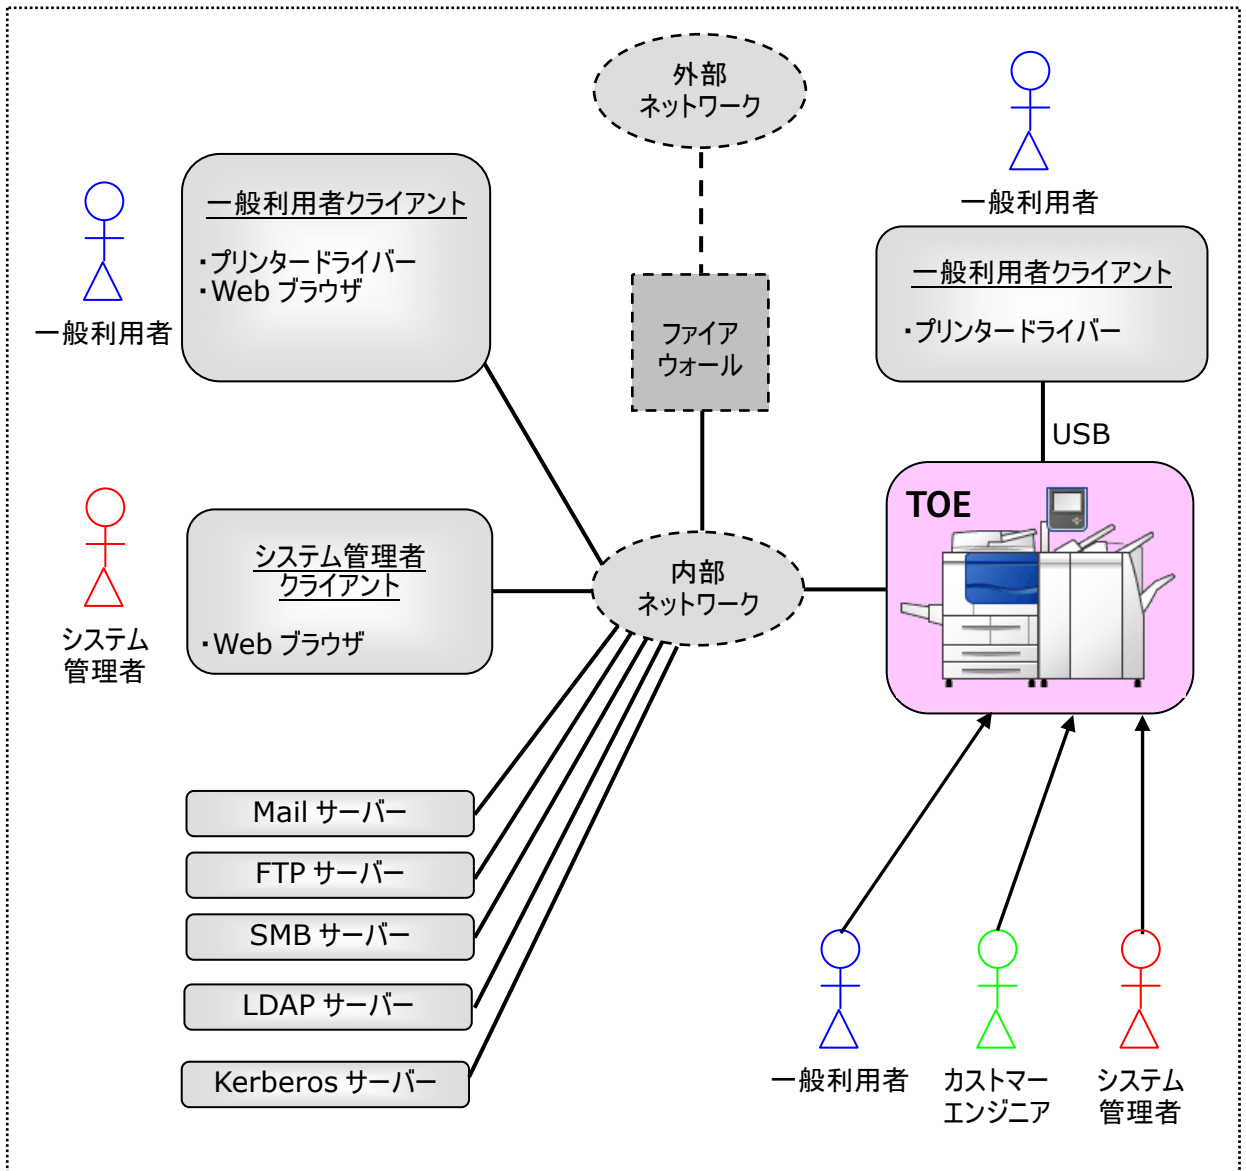 外部
ネットワーク
一般利用者
一般利用者クライアント
・プリンタードライバー
・Web ブラウザ
一般利用者
一般利用者クライアント
・プリンタードライバー
ファイア
ウォール
USB
TOE
システム管理者
クライアント
・Web ブラウザ
システム
管理者
内部
ネットワーク
Mail サーバー
FTP サーバー
SMB サーバー
LDAP サーバー
Kerberos サーバー
一般利用者
カストマー
エンジニア
システム
管理者